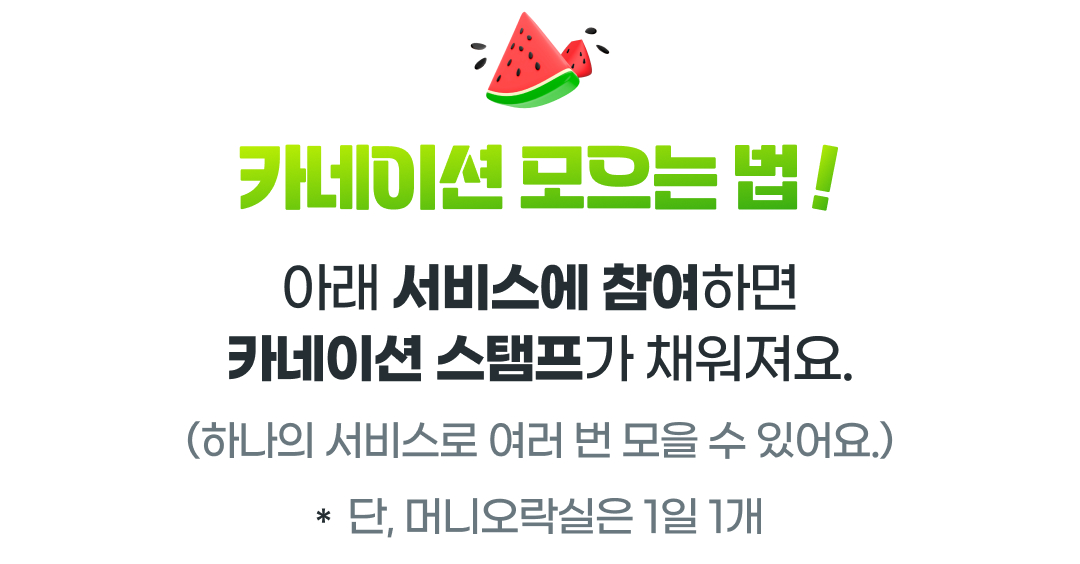 카네이션 모으는 법!
아래 서비스에 참여하면
카네이션 스탬프가 채워져요.
(하나의 서비스로 여러 번 모을 수 있어요.)
* 단, 머니오락실은 1일 1개